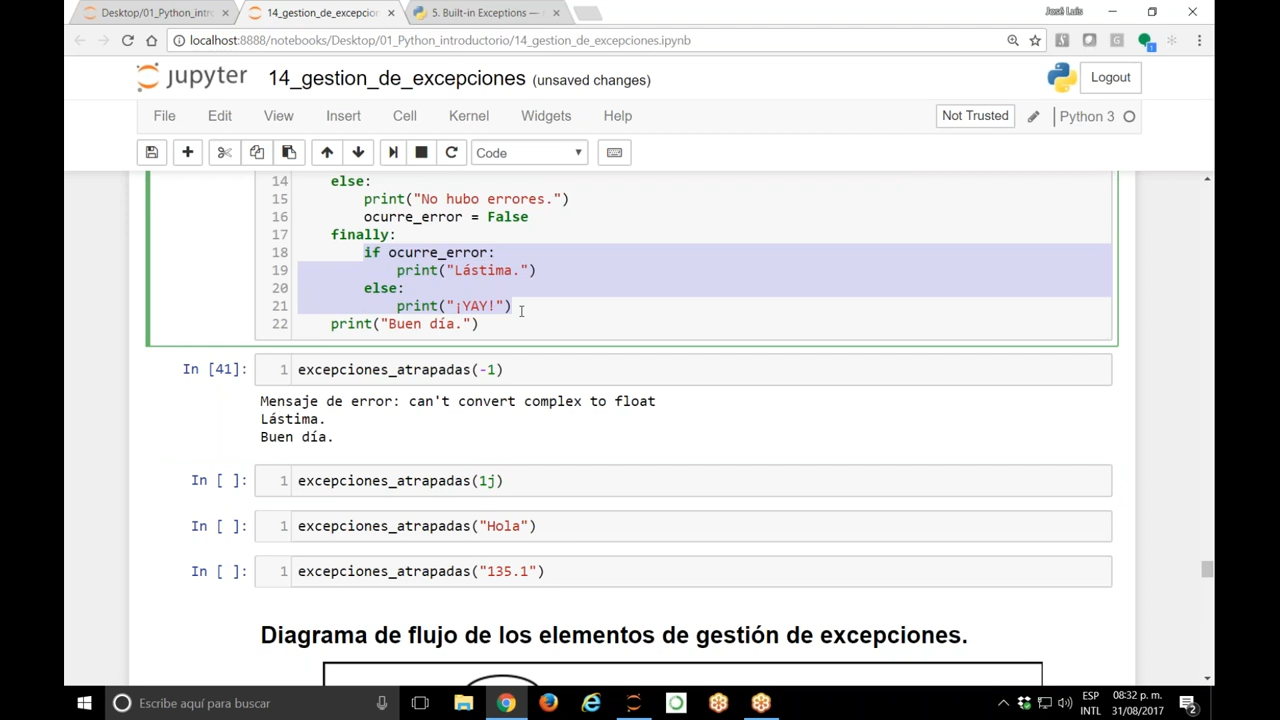 Desktop/01_Python_intro
14_gestion_de_excepcion
5. Built-in Exceptions —
José Luis
localhost:8888/notebooks/Desktop/01_Python_introductorio/14_gestion_de_excepciones.ipynb
jupyter 14_gestion_de_excepciones (unsaved changes)
Logout
File Edit View Insert Cell Kernel Widgets Help
Not Trusted
Python 3
Code
14 else:
15 print("No hubo errores.")
16 ocurre_error = False
17 finally:
18 if ocurre_error:
19 print("Lástima.")
20 else:
21 print("¡YAY!")
22 print("Buen día.")
In [41]: 1 excepciones_atrapadas(-1)
Mensaje de error: can't convert complex to float
Lástima.
Buen día.
In [ ]: 1 excepciones_atrapadas(1j)
In [ ]: 1 excepciones_atrapadas("Hola")
In [ ]: 1 excepciones_atrapadas("135.1")
Diagrama de flujo de los elementos de gestión de excepciones.
Escribe aquí para buscar
ESP
INTL
08:32 p. m.
31/08/2017
2